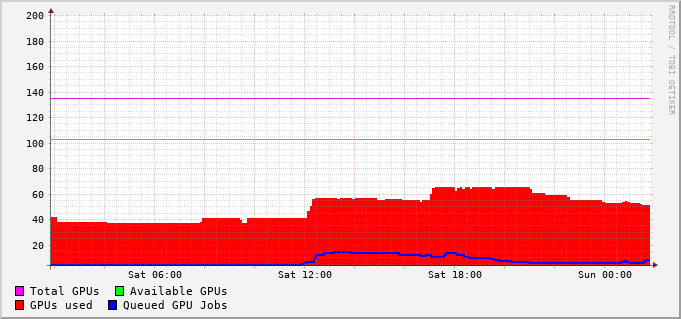 200
180
160
140
120
100
80
60
40
20
Sat 06:00 Sat 12:00 Sat 18:00 Sun 00:00
Total GPUs Available GPUs
GPUs used Queued GPU Jobs
RRDTOOL / TOBI OETIKER